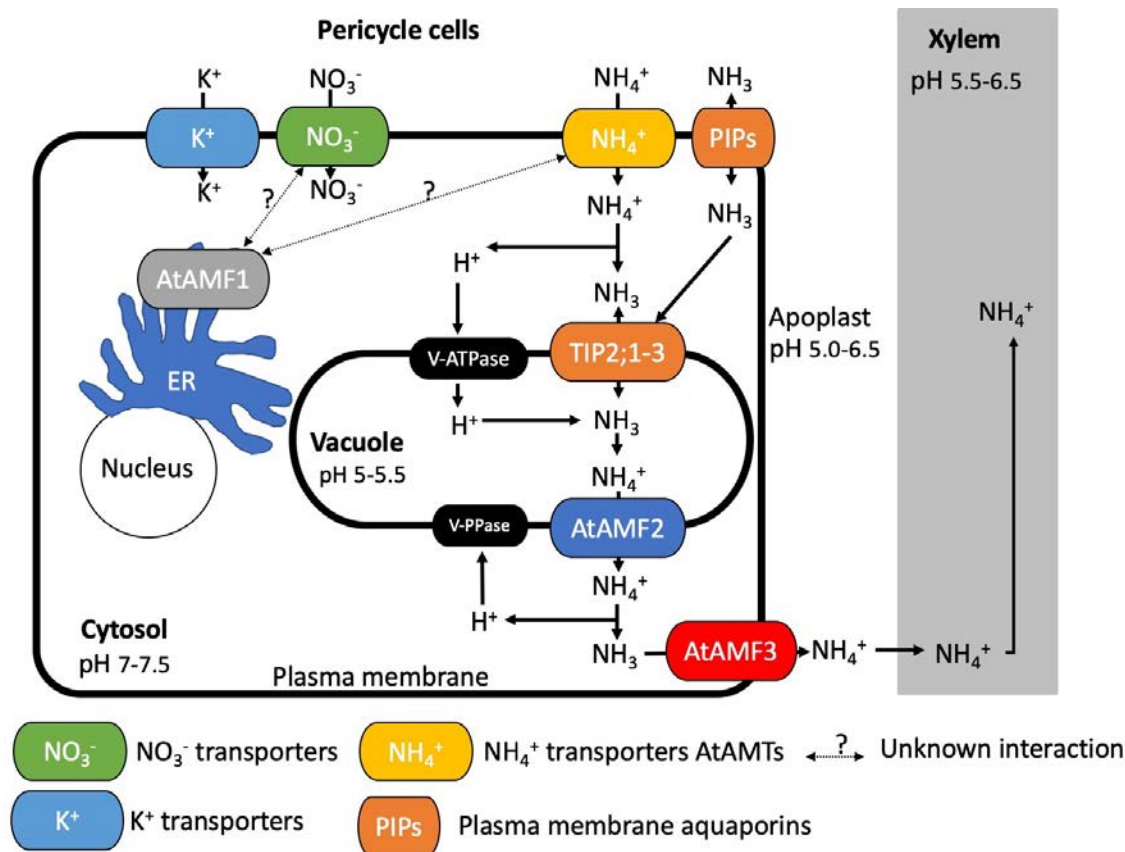 Pericycle cells
Xylem
pH 5.5-6.5
K⁺
NO₃⁻
NH₄⁺
NH₃
K⁺
NO₃⁻
NH₄⁺
PIPs
K⁺
NO₃⁻
?
?
NH₄⁺
NH₃
H⁺
AtAMF1
NH₃
NH₄⁺
Apoplast
pH 5.0-6.5
V-ATPase
TIP2;1-3
ER
H⁺
NH₃
Vacuole
pH 5-5.5
Nucleus
NH₄⁺
V-PPase
AtAMF2
NH₄⁺
H⁺
Cytosol
pH 7-7.5
NH₃
AtAMF3
NH₄⁺
NH₄⁺
Plasma membrane
NO₃⁻
NO₃⁻ transporters
NH₄⁺
NH₄⁺ transporters AtAMTs
?
Unknown interaction
K⁺
K⁺ transporters
PIPs
Plasma membrane aquaporins